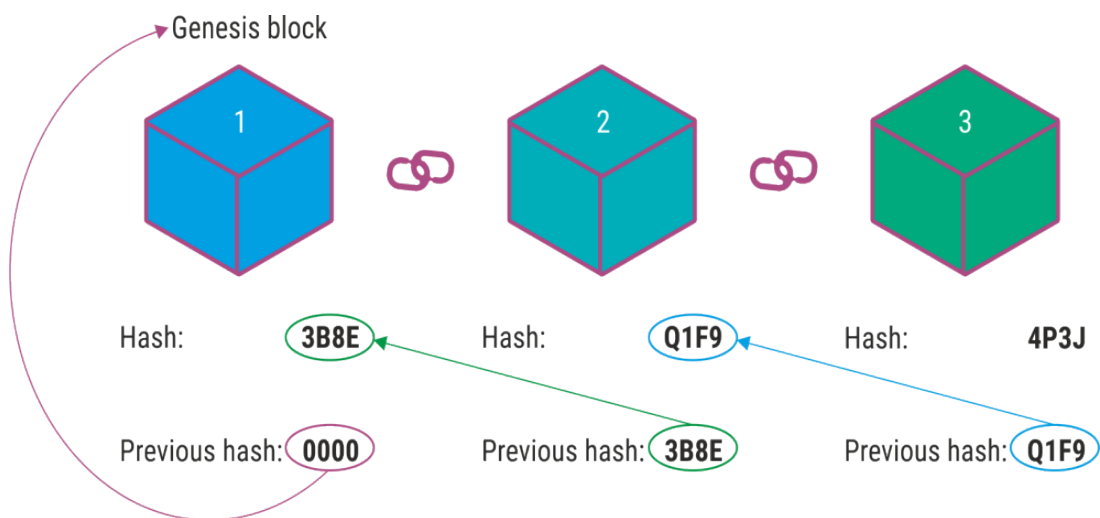 Genesis block
1
2
3
Hash: 3B8E
Hash: Q1F9
Hash: 4P3J
Previous hash: 0000
Previous hash: 3B8E
Previous hash: Q1F9